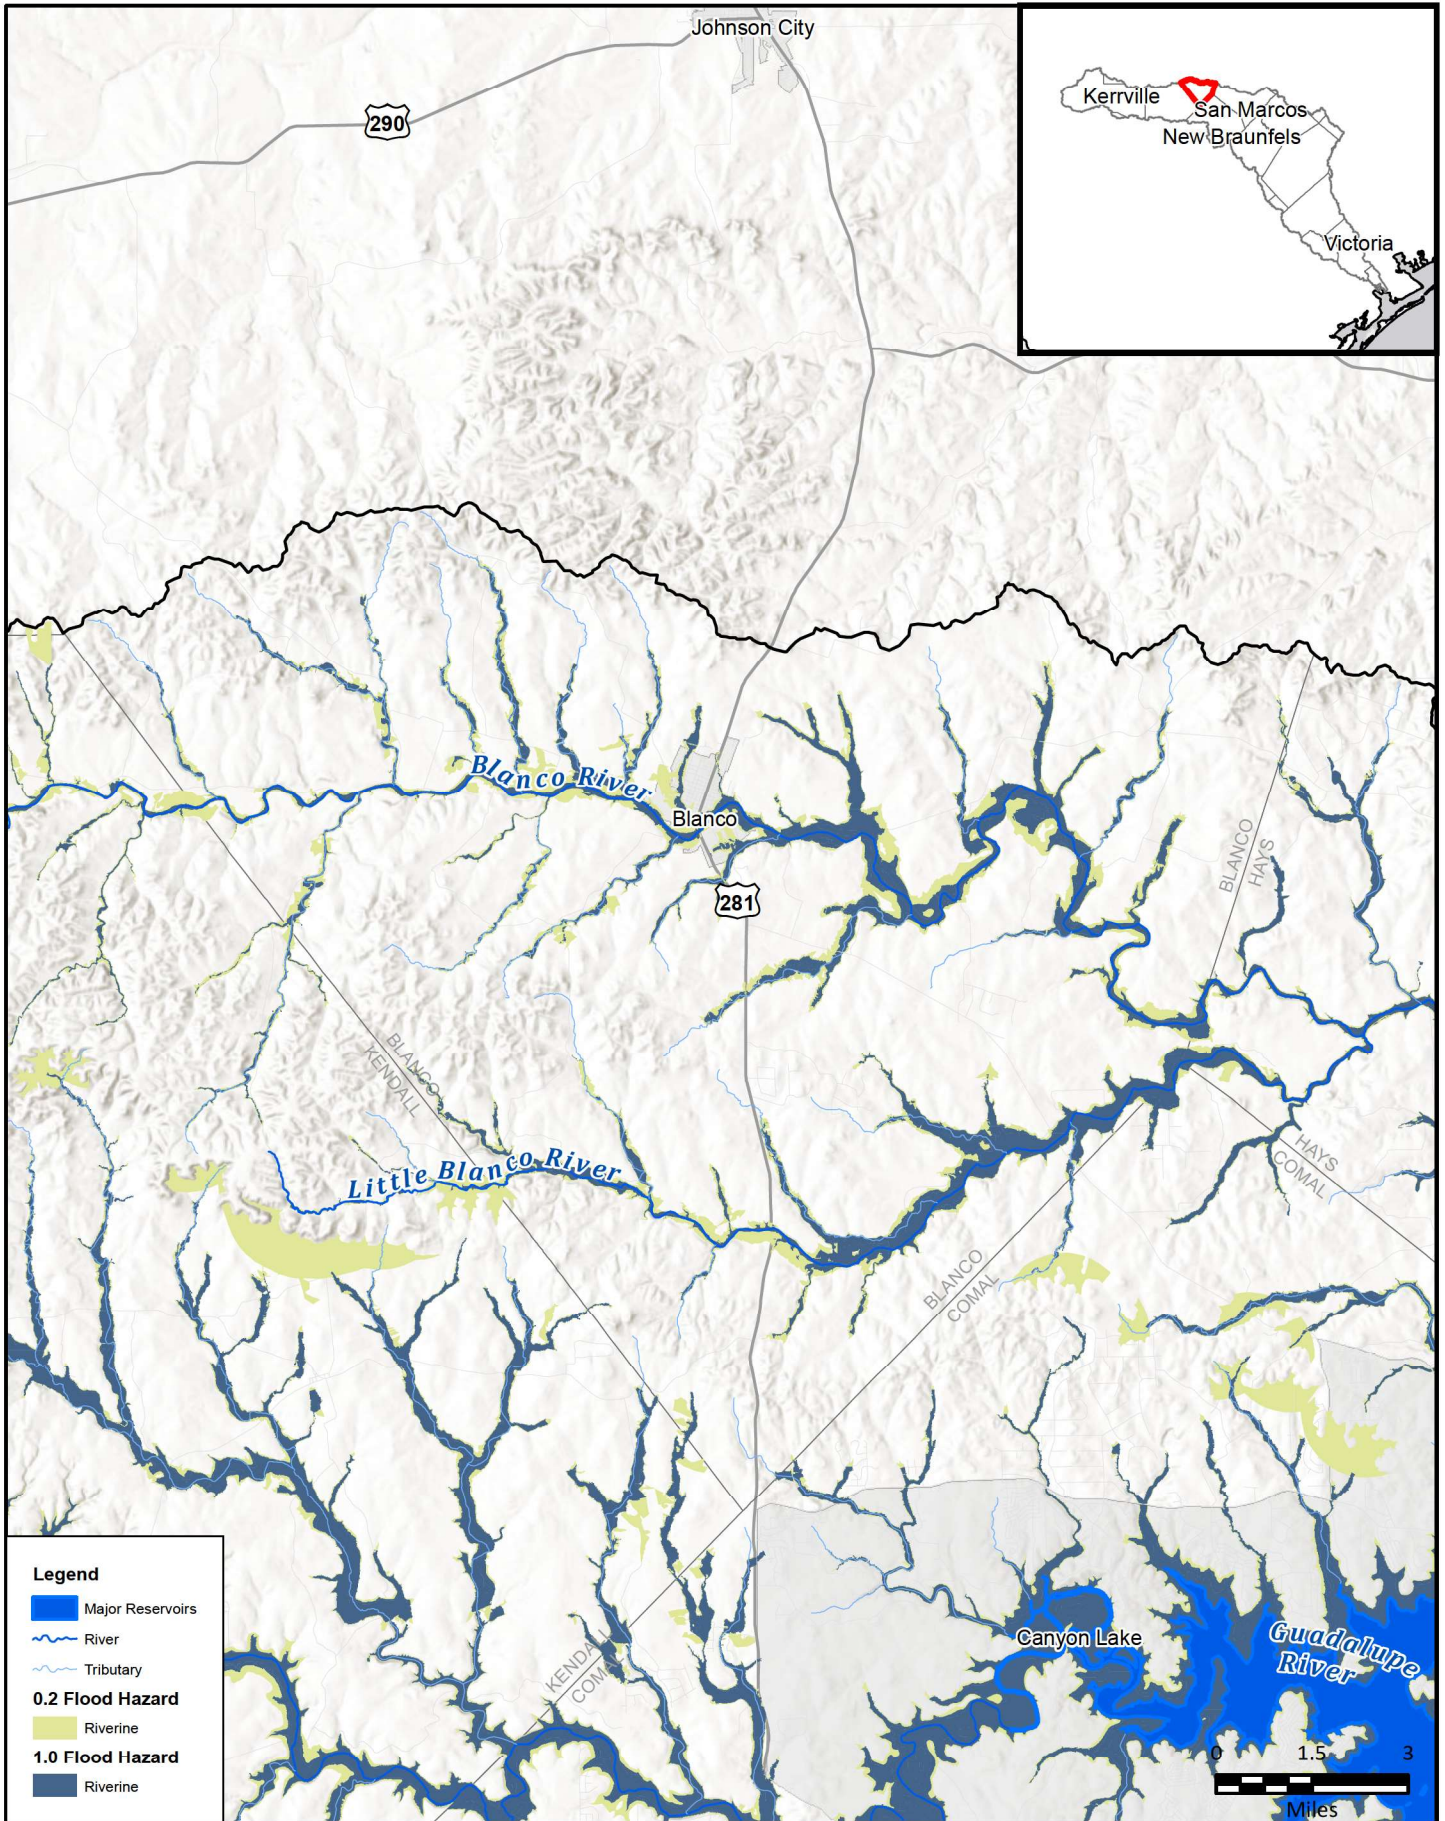 Johnson City
290
Kerrville
San Marcos
New Braunfels
Victoria
Blanco River
Blanco
281
BLANCO
HAYS
BLANCO
KENDALL
Little Blanco River
HAYS
COMAL
BLANCO
COMAL
KENDALL
COMAL
Canyon Lake
Guadalupe
River
Legend
Major Reservoirs
River
Tributary
0.2 Flood Hazard
Riverine
1.0 Flood Hazard
Riverine
0 1.5 3
Miles